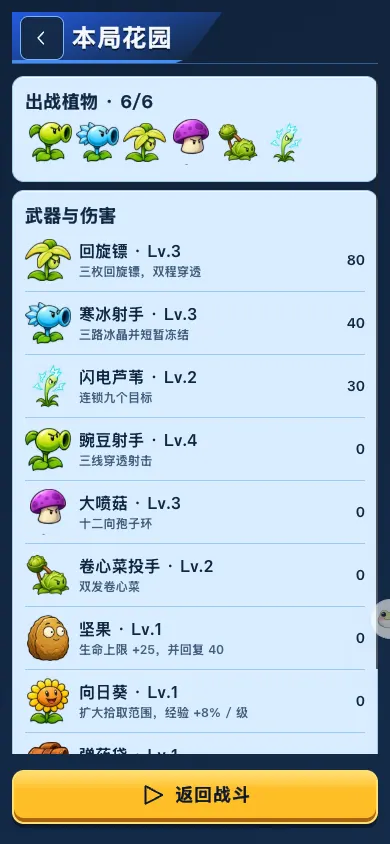 本局花园
出战植物 · 6/6
武器与伤害
回旋镖 · Lv.3
三枚回旋镖，双程穿透
80
寒冰射手 · Lv.3
三路冰晶并短暂冻结
40
闪电芦苇 · Lv.2
连锁九个目标
30
豌豆射手 · Lv.4
三线穿透射击
0
大喷菇 · Lv.3
十二向孢子环
0
卷心菜投手 · Lv.2
双发卷心菜
0
坚果 · Lv.1
生命上限 +25，并回复 40
0
向日葵 · Lv.1
扩大拾取范围，经验 +8% / 级
0
返回战斗